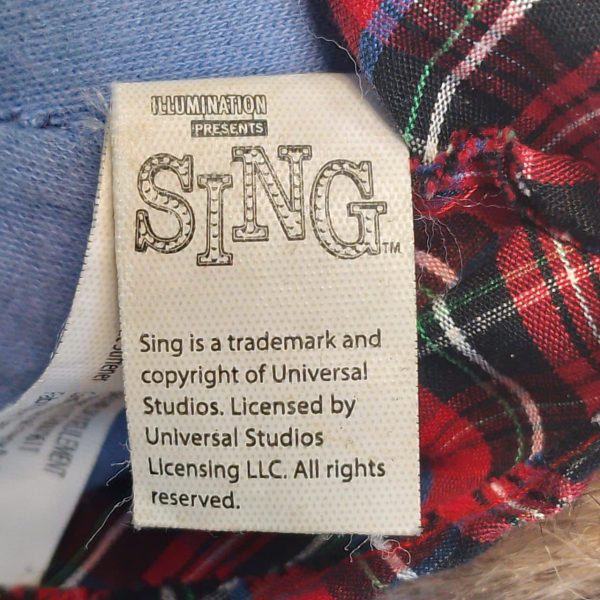 ILLUMINATION
PRESENTS
SING™
Sing is a trademark and
copyright of Universal
Studios. Licensed by
Universal Studios
Licensing LLC. All rights
reserved.